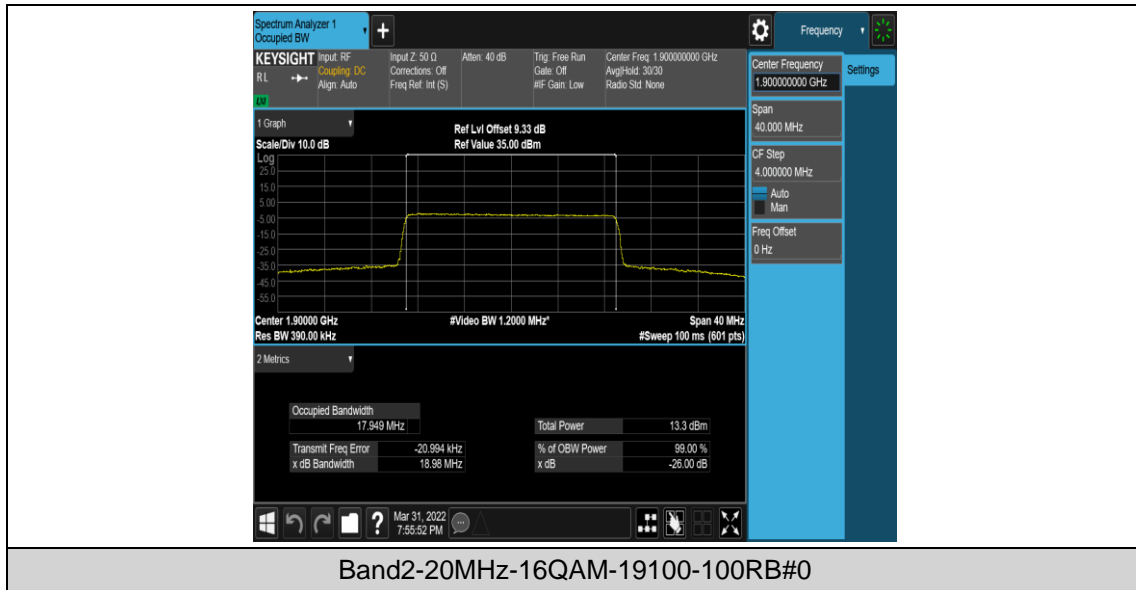 Spectrum Analyzer 1
Occupied BW
+
Frequency
KEYSIGHT
RL
LXI
Input: RF
Coupling: DC
Align: Auto
Input Z: 50 Ω
Corrections: Off
Freq Ref: Int (S)
Atten: 40 dB
Trig: Free Run
Gate: Off
#IF Gain: Low
Center Freq: 1.900000000 GHz
Avg|Hold: 30/30
Radio Std: None
Center Frequency
1.900000000 GHz
Settings
Span
40.000 MHz
CF Step
4.000000 MHz
Auto
Man
Freq Offset
0 Hz
1 Graph
Ref Lvl Offset 9.33 dB
Scale/Div 10.0 dB
Ref Value 35.00 dBm
Log
25.0
15.0
5.00
-5.00
-15.0
-25.0
-35.0
-45.0
-55.0
Center 1.90000 GHz
#Video BW 1.2000 MHz*
Span 40 MHz
Res BW 390.00 kHz
#Sweep 100 ms (601 pts)
2 Metrics
Occupied Bandwidth
17.949 MHz
Total Power 13.3 dBm
Transmit Freq Error -20.994 kHz
% of OBW Power 99.00 %
x dB Bandwidth 18.98 MHz
x dB -26.00 dB
?
Mar 31, 2022
7:55:52 PM
Band2-20MHz-16QAM-19100-100RB#0